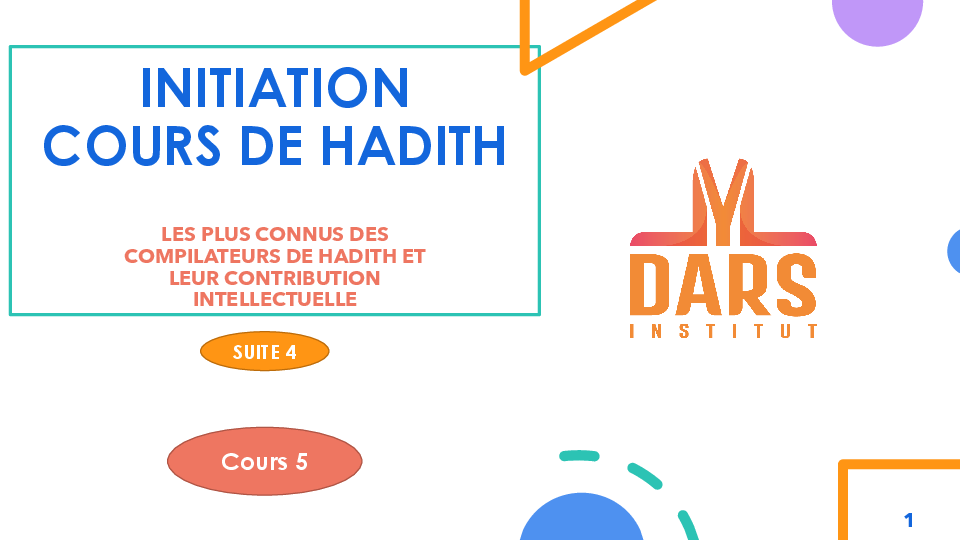 INITIATION
COURS DE HADITH
LES PLUS CONNUS DES
COMPILATEURS DE HADITH ET
LEUR CONTRIBUTION
INTELLECTUELLE
SUITE 4
Cours 5
DARS
INSTITUT
1